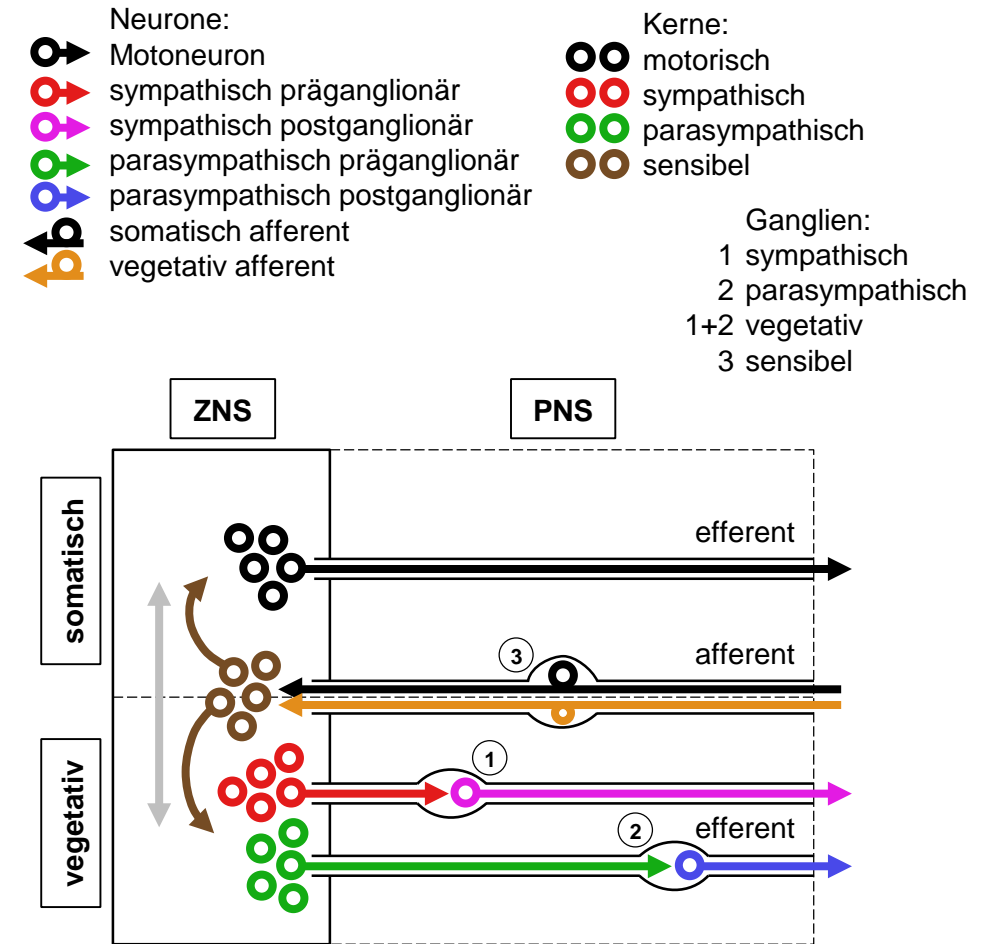 Neurone:
Motoneuron
sympathisch präganglionär
sympathisch postganglionär
parasympathisch präganglionär
parasympathisch postganglionär
somatisch afferent
vegetativ afferent
Kerne:
motorisch
sympathisch
parasympathisch
sensibel
Ganglien:
1 sympathisch
2 parasympathisch
1+2 vegetativ
3 sensibel
ZNS
PNS
somatisch
efferent
3
afferent
vegetativ
1
2
efferent